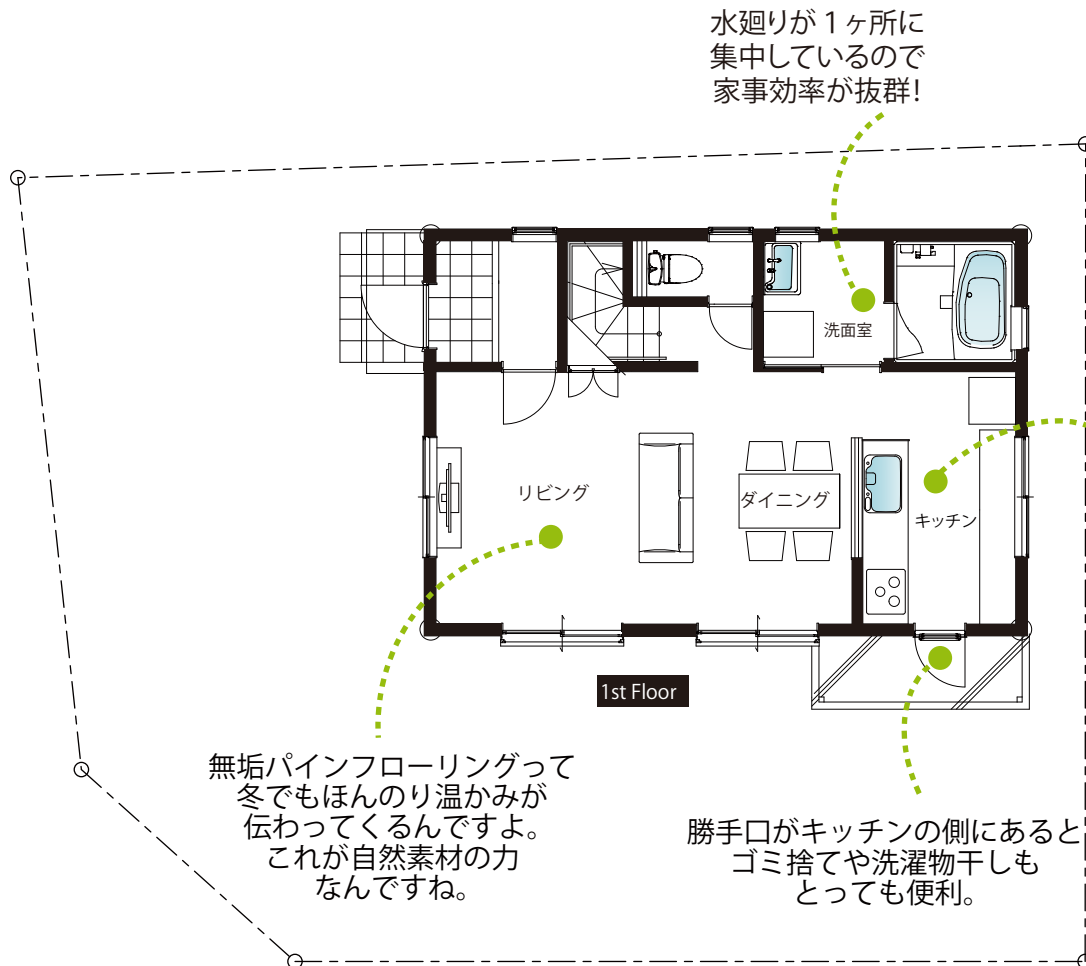 水廻りが 1 ヶ所に
集中しているので
家事効率が抜群!
洗面室
リビング
ダイニング
キッチン
1st Floor
無垢パインフローリングって
冬でもほんのり温かみが
伝わってくるんですよ。
これが自然素材の力
なんですね。
勝手口がキッチンの側にあると
ゴミ捨てや洗濯物干しも
とっても便利。